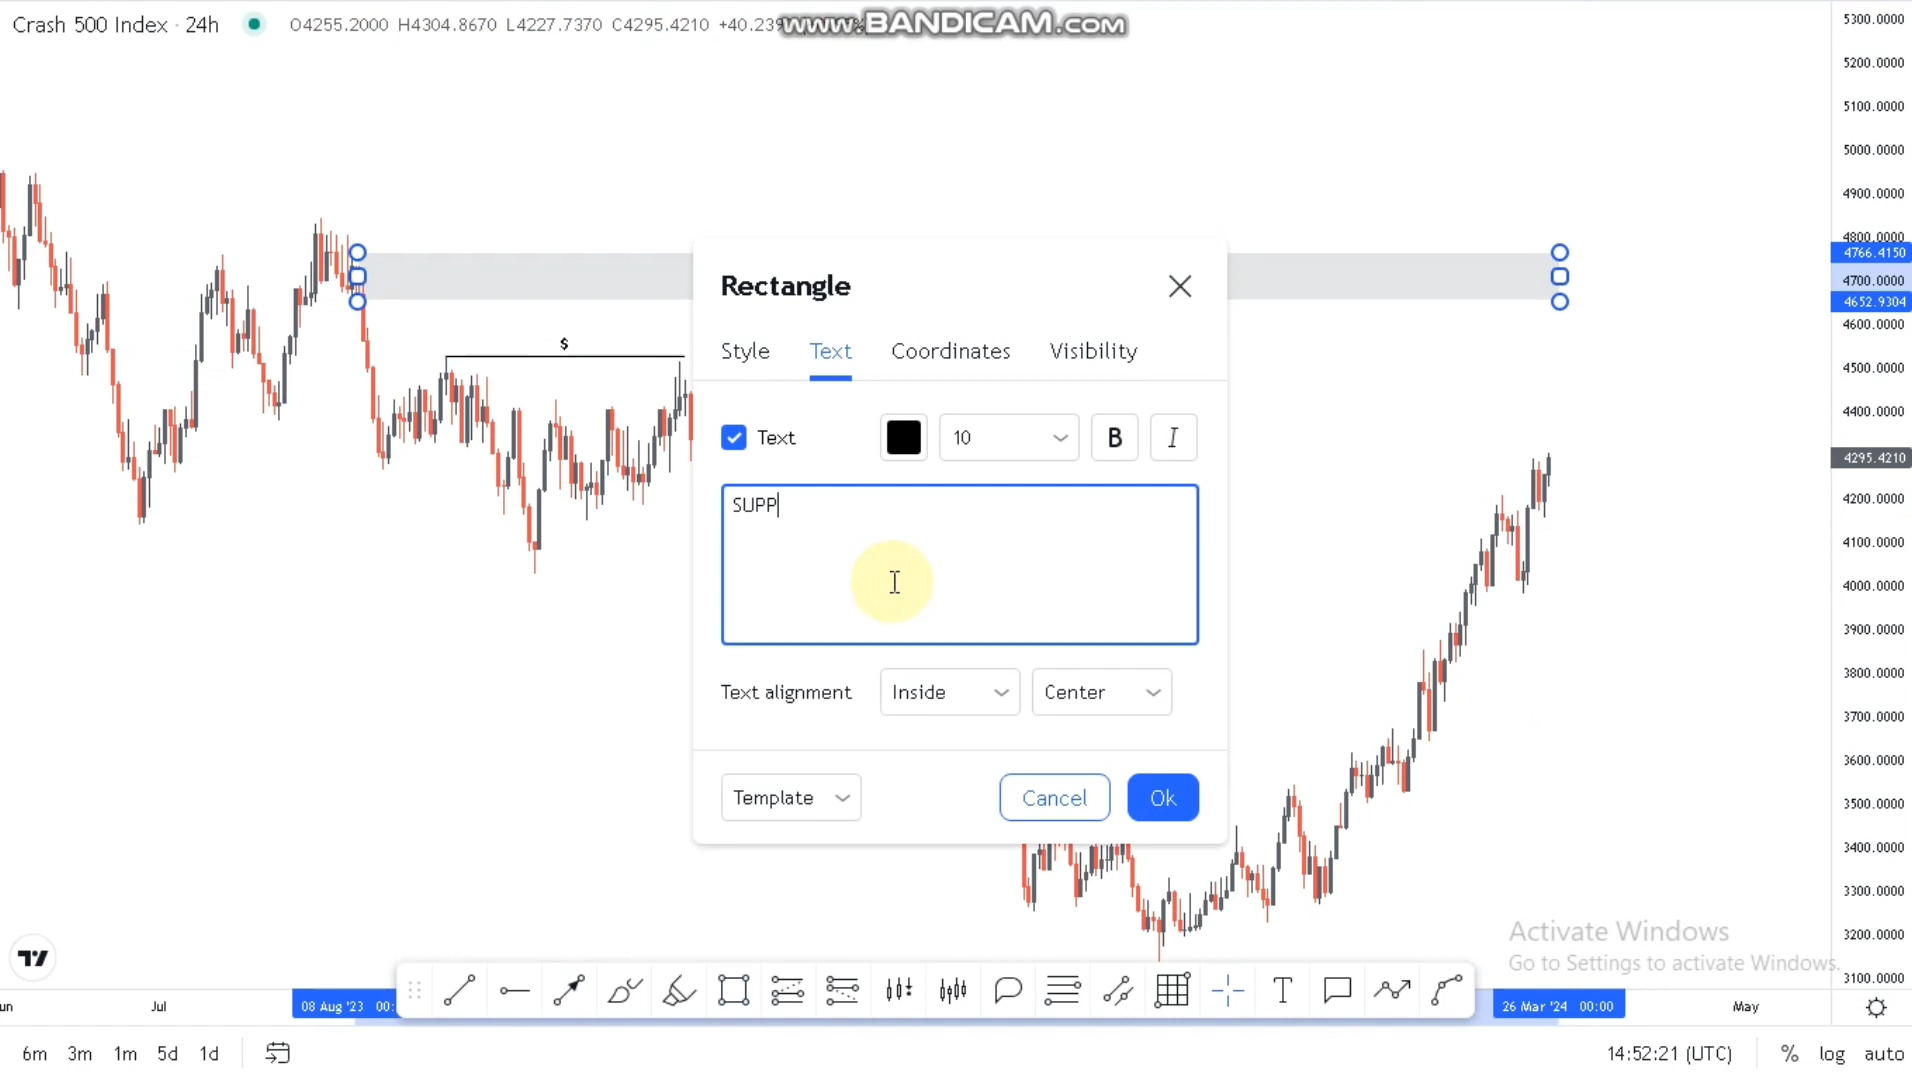 Crash 500 Index · 24h O4255.2000 H4304.8670 L4227.7370 C4295.4210
www.BANDICAM.com
5300.0000
5200.0000
5100.0000
5000.0000
4900.0000
4800.0000
4766.4150
4700.0000
4652.9304
4600.0000
4500.0000
4400.0000
4295.4210
4200.0000
4100.0000
4000.0000
3900.0000
3800.0000
3700.0000
3600.0000
3500.0000
3400.0000
3300.0000
3200.0000
3100.0000
$
Rectangle
Style Text Coordinates Visibility
Text 10 B I
SUPP
Text alignment Inside Center
Template Cancel Ok
Activate Windows
Go to Settings to activate Windows.
Jul 08 Aug '23 26 Mar '24 00:00 May
6m 3m 1m 5d 1d 14:52:21 (UTC) % log auto